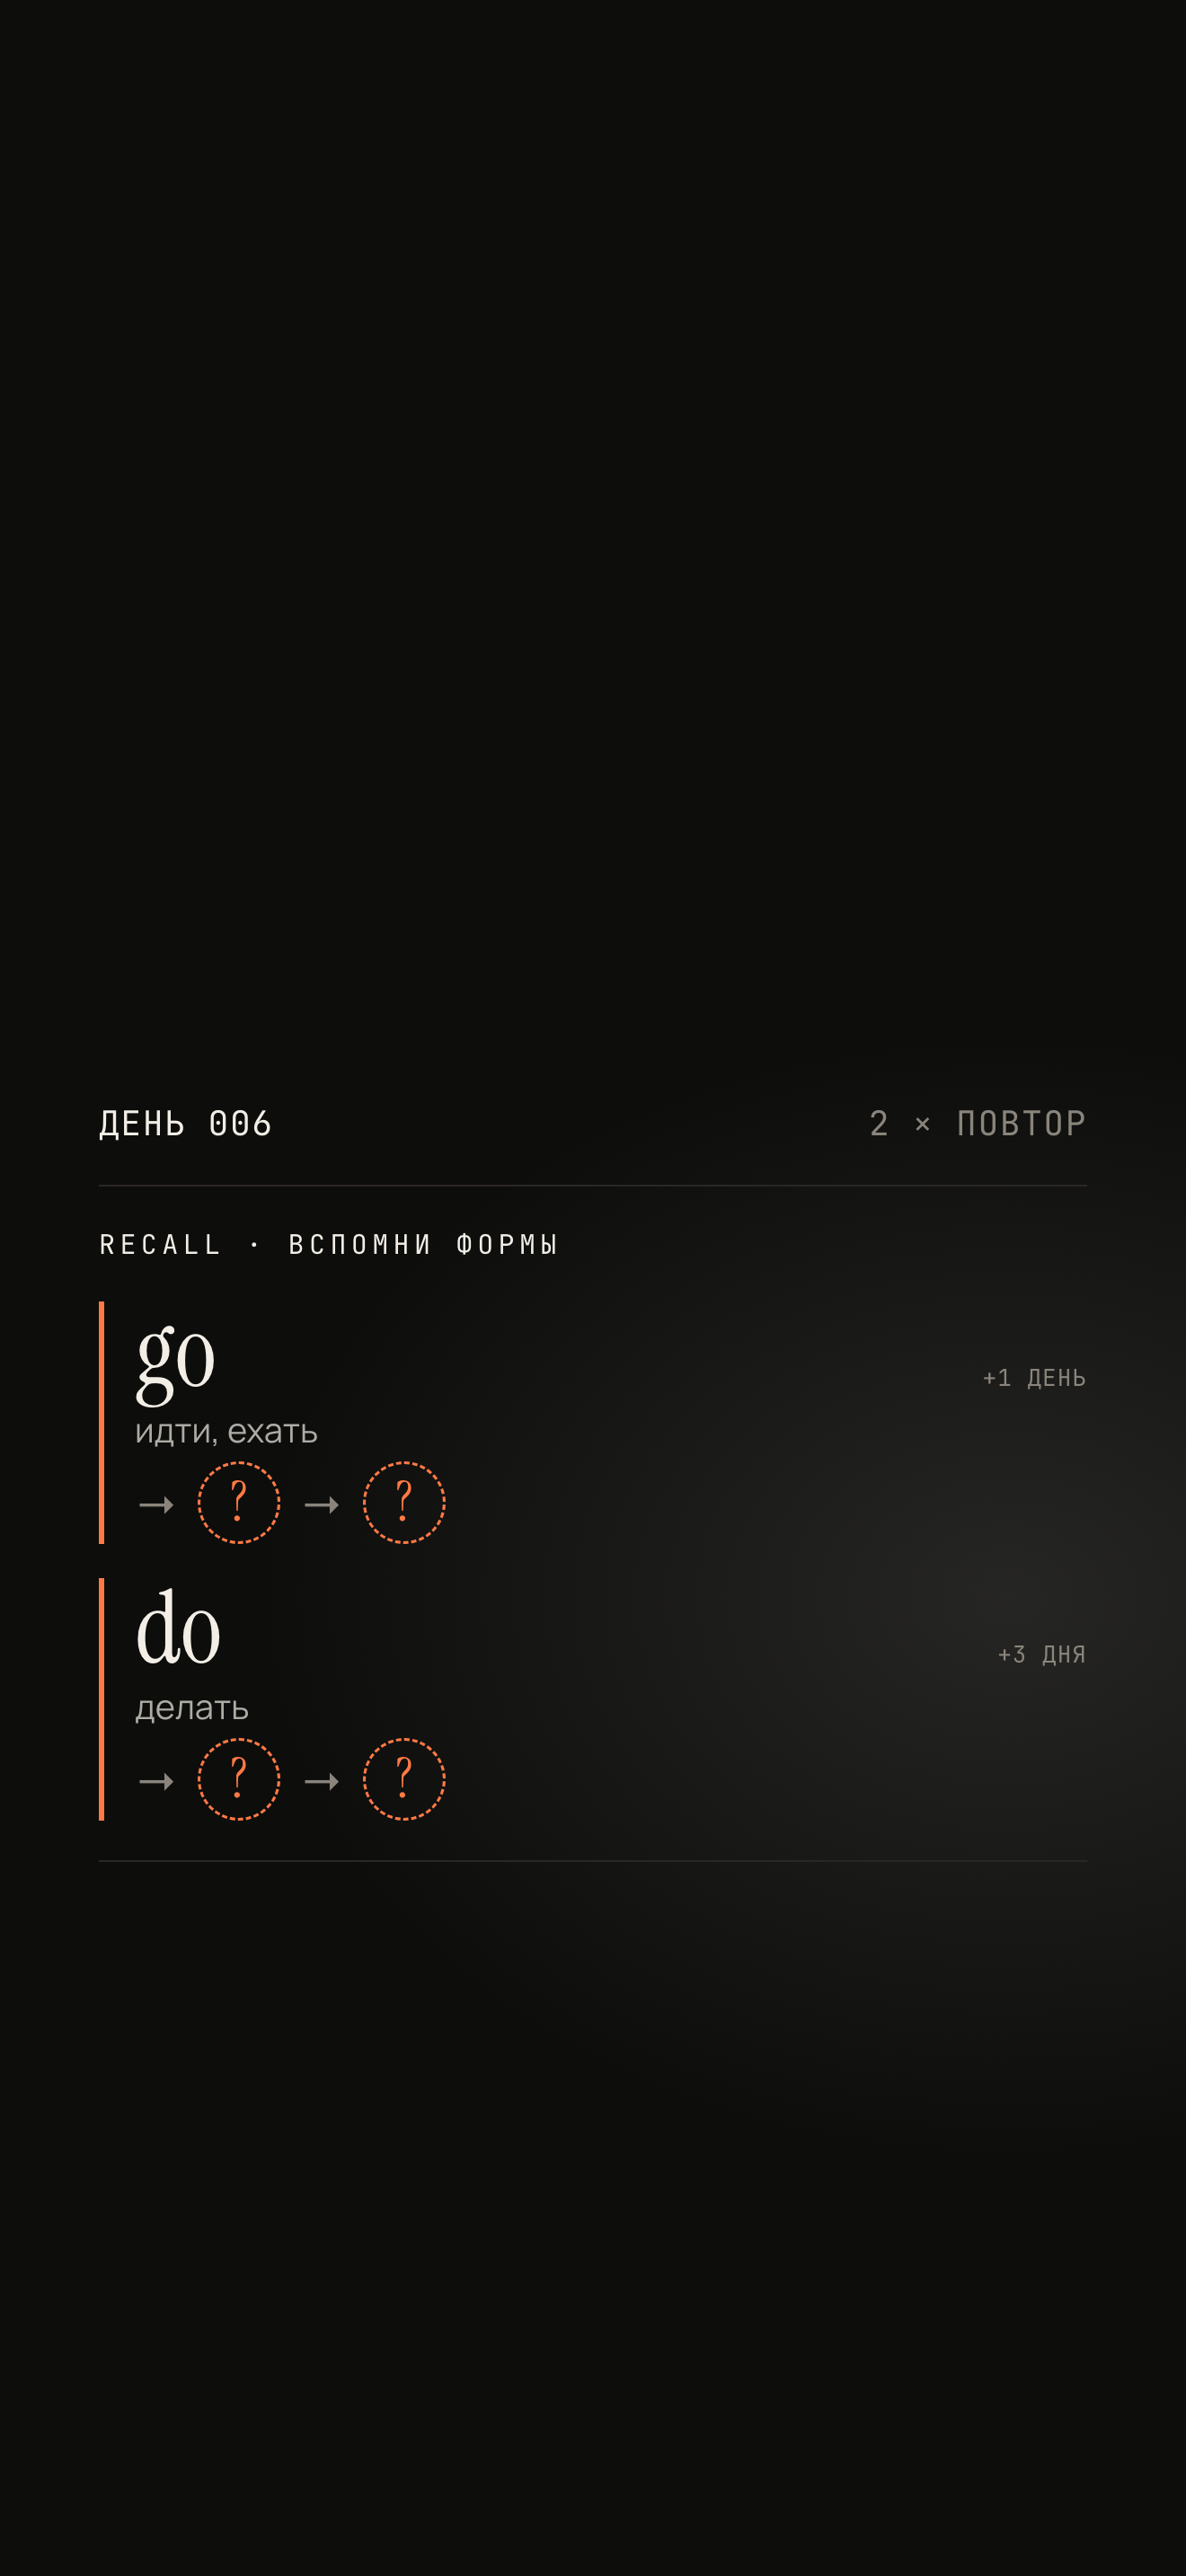 ДЕНЬ 006
2 × ПОВТОР
RECALL · ВСПОМНИ ФОРМЫ
go
+1 ДЕНЬ
идти, ехать
→ ? → ?
do
+3 ДНЯ
делать
→ ? → ?